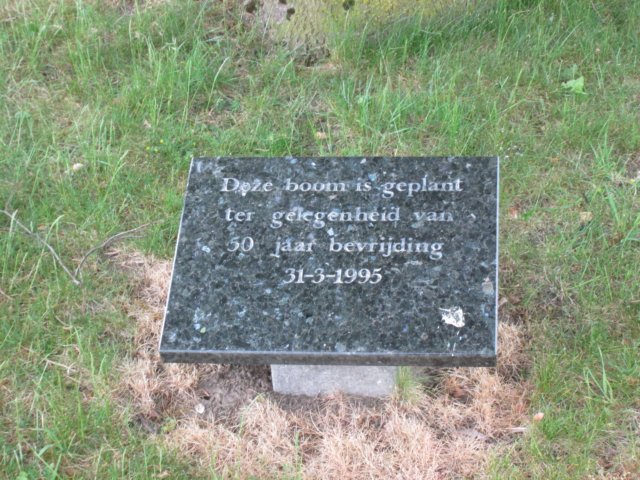 Deze boom is geplant
ter gelegenheid van
50 jaar bevrijding
31-3-1995